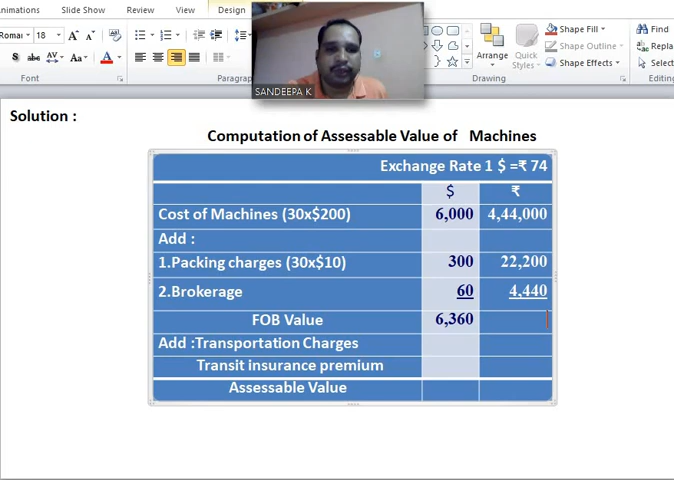 Animations Slide Show Review View Design
18
Font Paragraph Drawing
Shape Fill Find
Arrange Quick Styles Shape Outline
Shape Effects Select
SANDEEPA K
Solution :
Computation of Assessable Value of Machines
Exchange Rate 1 $ =₹ 74
$ ₹
Cost of Machines (30x$200) 6,000 4,44,000
Add :
1.Packing charges (30x$10) 300 22,200
2.Brokerage 60 4,440
FOB Value 6,360
Add :Transportation Charges
Transit insurance premium
Assessable Value